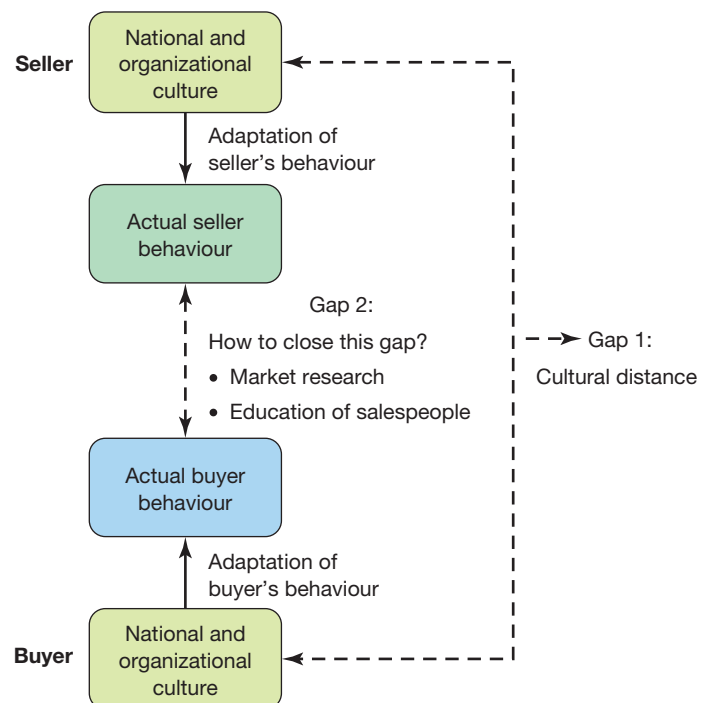 Seller
National and
organizational
culture
Adaptation of
seller's behaviour
Actual seller
behaviour
Gap 2:
How to close this gap?
• Market research
• Education of salespeople
Gap 1:
Cultural distance
Actual buyer
behaviour
Adaptation of
buyer's behaviour
Buyer
National and
organizational
culture